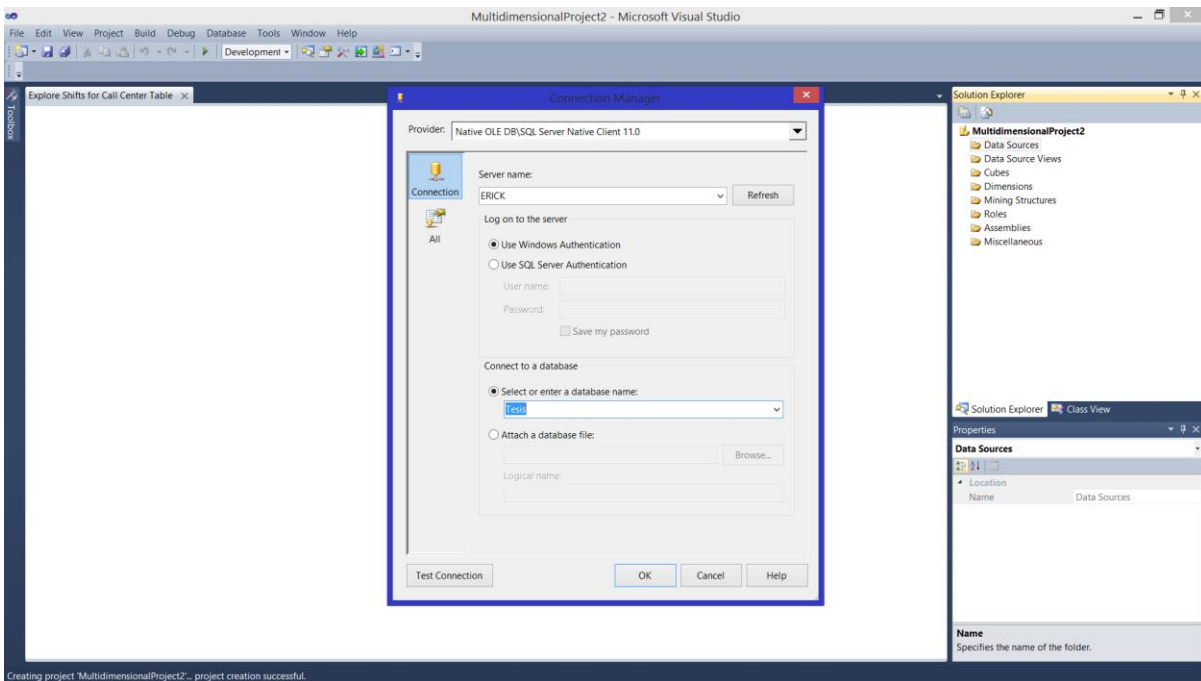 MultidimensionalProject2 - Microsoft Visual Studio
File Edit View Project Build Debug Database Tools Window Help
Development
Toolbox
Explore Shifts for Call Center Table
Connection Manager
Provider: Native OLE DB\SQL Server Native Client 11.0
Connection
All
Server name:
ERICK
Refresh
Log on to the server
Use Windows Authentication
Use SQL Server Authentication
User name:
Password:
Save my password
Connect to a database
Select or enter a database name:
Tesis
Attach a database file:
Browse...
Logical name:
Test Connection
OK
Cancel
Help
Solution Explorer
MultidimensionalProject2
Data Sources
Data Source Views
Cubes
Dimensions
Mining Structures
Roles
Assemblies
Miscellaneous
Solution Explorer Class View
Properties
Data Sources
Location
Name Data Sources
Name
Specifies the name of the folder.
Creating project 'MultidimensionalProject2'... project creation successful.